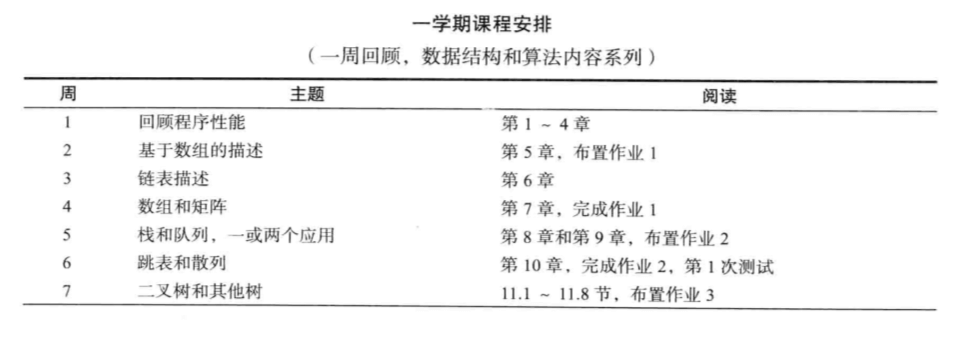 一学期课程安排
（一周回顾，数据结构和算法内容系列）
周 主题 阅读
1 回顾程序性能 第 1 ~ 4 章
2 基于数组的描述 第 5 章，布置作业 1
3 链表描述 第 6 章
4 数组和矩阵 第 7 章，完成作业 1
5 栈和队列，一或两个应用 第 8 章和第 9 章，布置作业 2
6 跳表和散列 第 10 章，完成作业 2，第 1 次测试
7 二叉树和其他树 11.1 ~ 11.8 节，布置作业 3